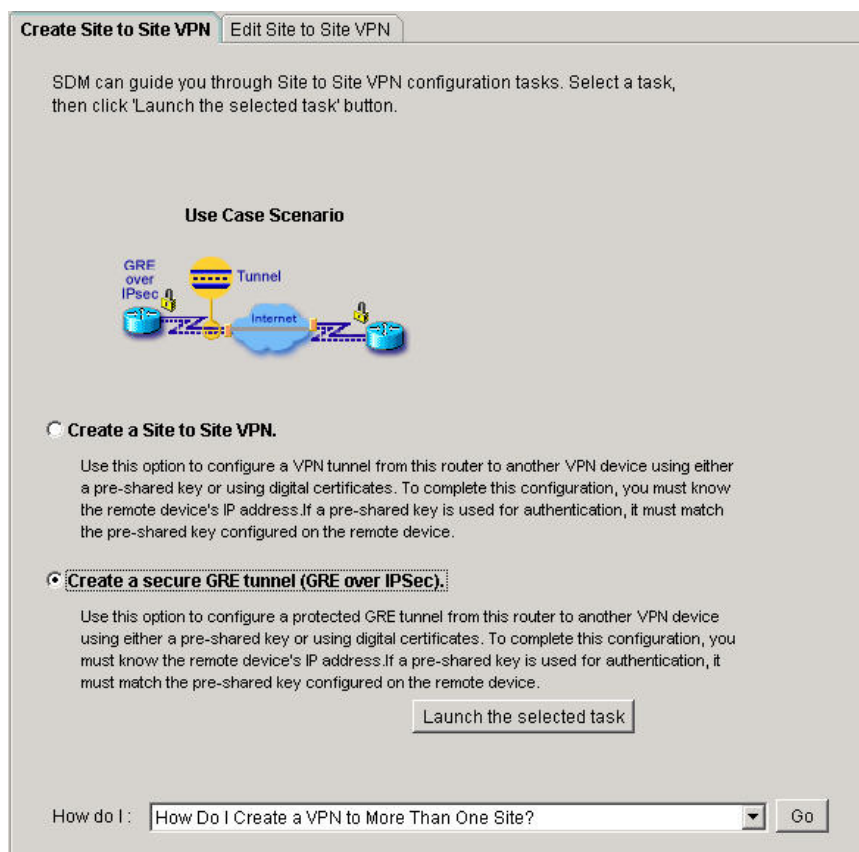 Create Site to Site VPN
Edit Site to Site VPN
SDM can guide you through Site to Site VPN configuration tasks. Select a task,
then click 'Launch the selected task' button.
Use Case Scenario
GRE
over
IPsec
Tunnel
Internet
Create a Site to Site VPN.
Use this option to configure a VPN tunnel from this router to another VPN device using either
a pre-shared key or using digital certificates. To complete this configuration, you must know
the remote device's IP address.If a pre-shared key is used for authentication, it must match
the pre-shared key configured on the remote device.
Create a secure GRE tunnel (GRE over IPSec).
Use this option to configure a protected GRE tunnel from this router to another VPN device
using either a pre-shared key or using digital certificates. To complete this configuration, you
must know the remote device's IP address.If a pre-shared key is used for authentication, it
must match the pre-shared key configured on the remote device.
Launch the selected task
How do I :
How Do I Create a VPN to More Than One Site?
Go